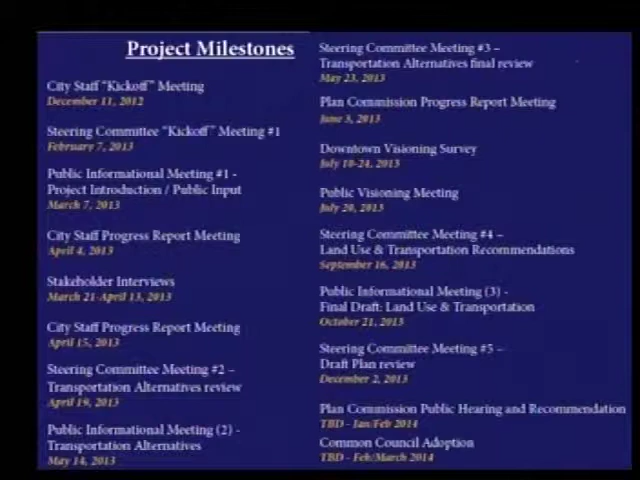 Project Milestones
City Staff "Kickoff" Meeting
December 11, 2012
Steering Committee "Kickoff" Meeting #1
February 7, 2013
Public Informational Meeting #1 -
Project Introduction / Public Input
March 7, 2013
City Staff Progress Report Meeting
April 4, 2013
Stakeholder Interviews
March 21-April 13, 2013
City Staff Progress Report Meeting
April 15, 2013
Steering Committee Meeting #2 –
Transportation Alternatives review
April 19, 2013
Public Informational Meeting (2) -
Transportation Alternatives
May 14, 2013
Steering Committee Meeting #3 –
Transportation Alternatives final review
May 23, 2013
Plan Commission Progress Report Meeting
June 3, 2013
Downtown Visioning Survey
July 10-24, 2013
Public Visioning Meeting
July 20, 2013
Steering Committee Meeting #4 –
Land Use & Transportation Recommendations
September 16, 2013
Public Informational Meeting (3) -
Final Draft: Land Use & Transportation
October 21, 2013
Steering Committee Meeting #5 –
Draft Plan review
December 2, 2013
Plan Commission Public Hearing and Recommendation
TBD - Jan/Feb 2014
Common Council Adoption
TBD - Feb/March 2014